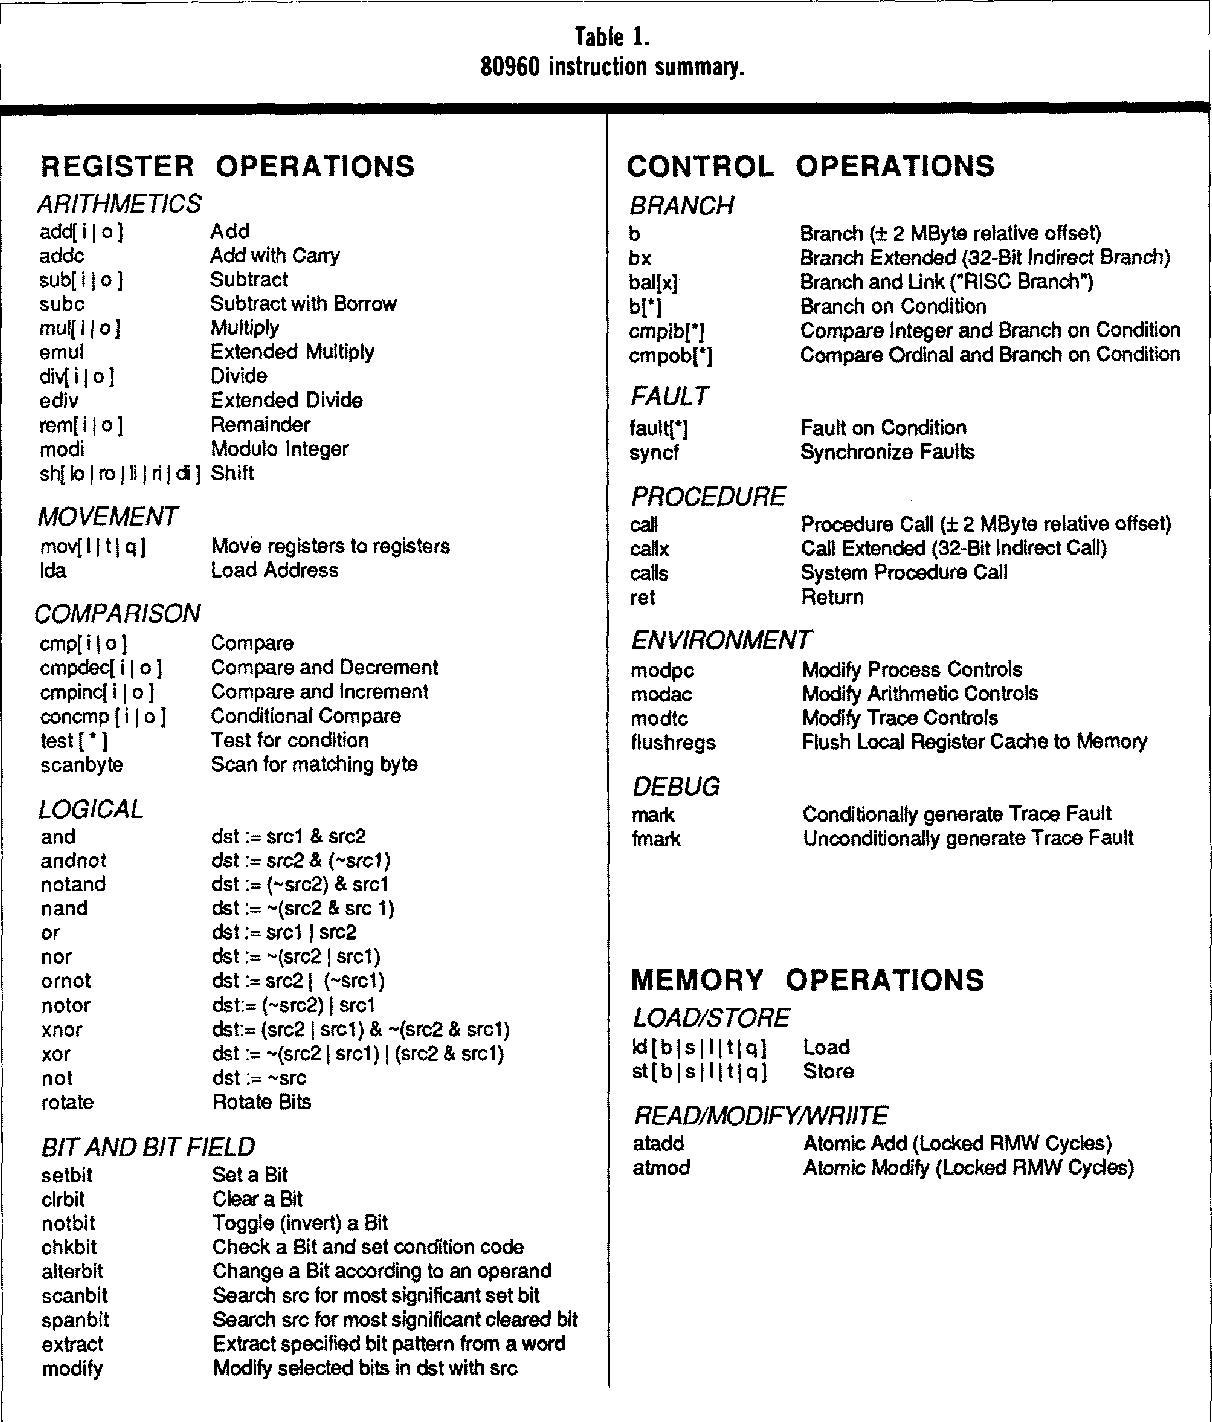 Table 1.
80960 instruction summary.
REGISTER OPERATIONS
ARITHMETICS
add[ i | o ] Add
addc Add with Carry
sub[ i | o ] Subtract
subc Subtract with Borrow
mul[ i | o ] Multiply
emul Extended Multiply
div[ i | o ] Divide
ediv Extended Divide
rem[ i | o ] Remainder
modi Modulo Integer
sh[ lo | ro | li | ri | di ] Shift
MOVEMENT
mov[ l | t | q ] Move registers to registers
lda Load Address
COMPARISON
cmp[ i | o ] Compare
cmpdec[ i | o ] Compare and Decrement
cmpinc[ i | o ] Compare and Increment
concmp [ i | o ] Conditional Compare
test [ * ] Test for condition
scanbyte Scan for matching byte
LOGICAL
and dst := src1 & src2
andnot dst := src2 & (~src1)
notand dst := (~src2) & src1
nand dst := ~(src2 & src 1)
or dst := src1 | src2
nor dst := ~(src2 | src1)
ornot dst := src2 | (~src1)
notor dst:= (~src2) | src1
xnor dst:= (src2 | src1) & ~(src2 & src1)
xor dst := ~(src2 | src1) | (src2 & src1)
not dst := ~src
rotate Rotate Bits
BIT AND BIT FIELD
setbit Set a Bit
clrbit Clear a Bit
notbit Toggle (invert) a Bit
chkbit Check a Bit and set condition code
alterbit Change a Bit according to an operand
scanbit Search src for most significant set bit
spanbit Search src for most significant cleared bit
extract Extract specified bit pattern from a word
modify Modify selected bits in dst with src
CONTROL OPERATIONS
BRANCH
b Branch (± 2 MByte relative offset)
bx Branch Extended (32-Bit Indirect Branch)
bal[x] Branch and Link ("RISC Branch")
b[*] Branch on Condition
cmpib[*] Compare Integer and Branch on Condition
cmpob[*] Compare Ordinal and Branch on Condition
FAULT
fault[*] Fault on Condition
syncf Synchronize Faults
PROCEDURE
call Procedure Call (± 2 MByte relative offset)
callx Call Extended (32-Bit Indirect Call)
calls System Procedure Call
ret Return
ENVIRONMENT
modpc Modify Process Controls
modac Modify Arithmetic Controls
modtc Modify Trace Controls
flushregs Flush Local Register Cache to Memory
DEBUG
mark Conditionally generate Trace Fault
fmark Unconditionally generate Trace Fault
MEMORY OPERATIONS
LOAD/STORE
ld [ b | s | l | t | q ] Load
st [ b | s | l | t | q ] Store
READ/MODIFY/WRIITE
atadd Atomic Add (Locked RMW Cycles)
atmod Atomic Modify (Locked RMW Cycles)